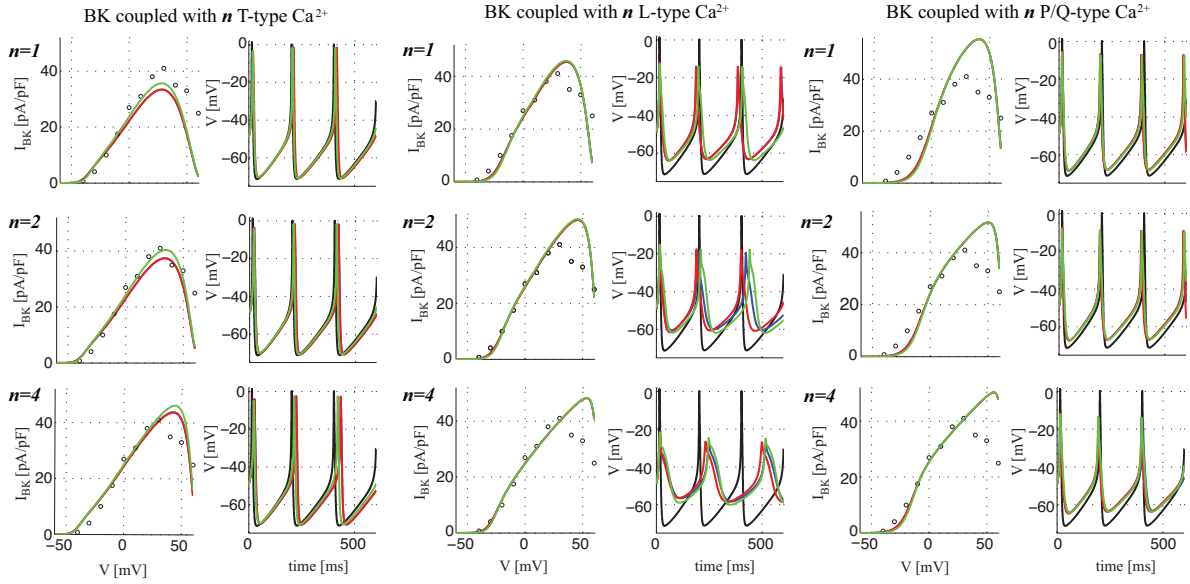 BK coupled with n T-type Ca²⁺
BK coupled with n L-type Ca²⁺
BK coupled with n P/Q-type Ca²⁺
n=1
I_BK [pA/pF]
40
20
0
V [mV]
0
−20
−40
−60
n=1
I_BK [pA/pF]
40
20
0
V [mV]
0
−20
−40
−60
n=1
I_BK [pA/pF]
40
20
0
V [mV]
0
−20
−40
−60
n=2
I_BK [pA/pF]
40
20
0
V [mV]
0
−20
−40
−60
n=2
I_BK [pA/pF]
40
20
0
V [mV]
0
−20
−40
−60
n=2
I_BK [pA/pF]
40
20
0
V [mV]
0
−20
−40
−60
n=4
I_BK [pA/pF]
40
20
0
−50 0 50
V [mV]
V [mV]
0
−20
−40
−60
0 500
time [ms]
n=4
I_BK [pA/pF]
40
20
0
−50 0 50
V [mV]
V [mV]
0
−20
−40
−60
0 500
time [ms]
n=4
I_BK [pA/pF]
40
20
0
−50 0 50
V [mV]
V [mV]
0
−20
−40
−60
0 500
time [ms]